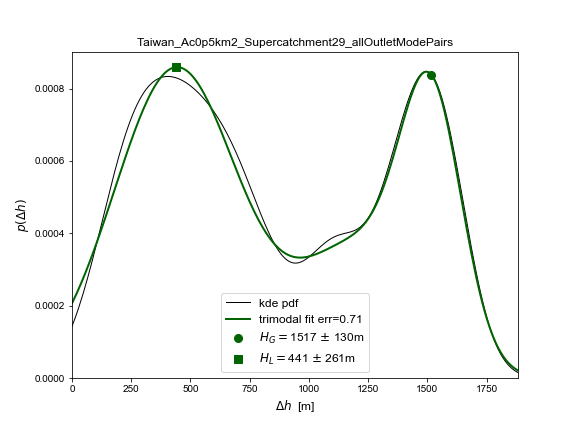 Taiwan_Ac0p5km2_Supercatchment29_allOutletModePairs
p(Δh)
0.0008
0.0006
0.0004
0.0002
0.0000
kde pdf
trimodal fit err=0.71
H_G = 1517 ± 130m
H_L = 441 ± 261m
0 250 500 750 1000 1250 1500 1750
Δh [m]